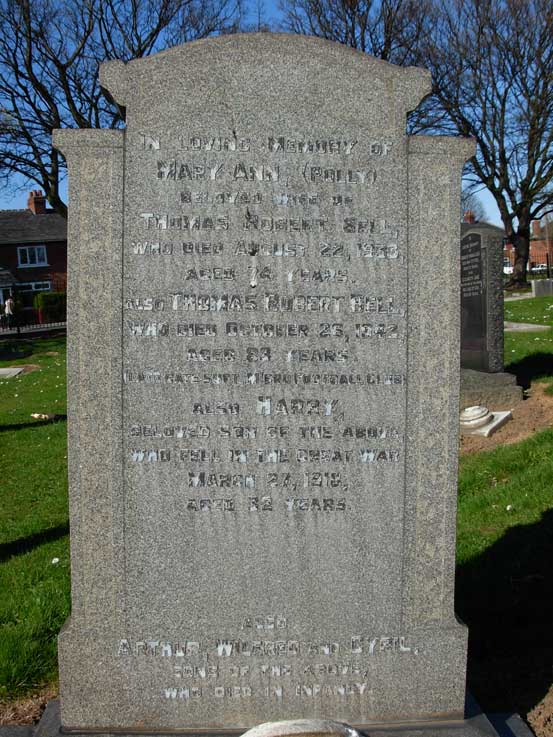 IN LOVING MEMORY OF
MARY ANN, (POLLY)
BELOVED WIFE OF
THOMAS ROBERT BELL,
WHO DIED AUGUST 22, 
AGED 74 YEARS.
ALSO THOMAS ROBERT BELL,
WHO DIED OCTOBER 25, 1942,
AGED YEARS.
FOOTBALL CLUB
ALSO HARRY,
BELOVED SON OF THE ABOVE,
WHO FELL IN THE GREAT WAR
MARCH 27, 1918,
AGED 32 YEARS.
ALSO
ARTHUR, WILFRED AND CYRIL,
SONS OF THE ABOVE,
WHO DIED IN INFANCY.